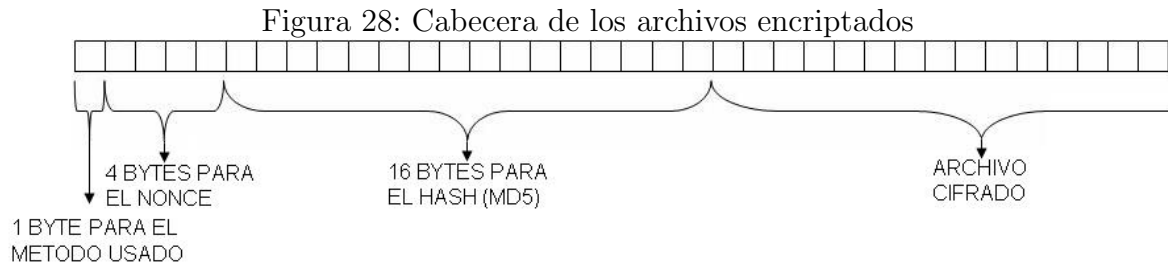 Figura 28: Cabecera de los archivos encriptados
4 BYTES PARA
EL NONCE
16 BYTES PARA
EL HASH (MD5)
ARCHIVO
CIFRADO
1 BYTE PARA EL
METODO USADO